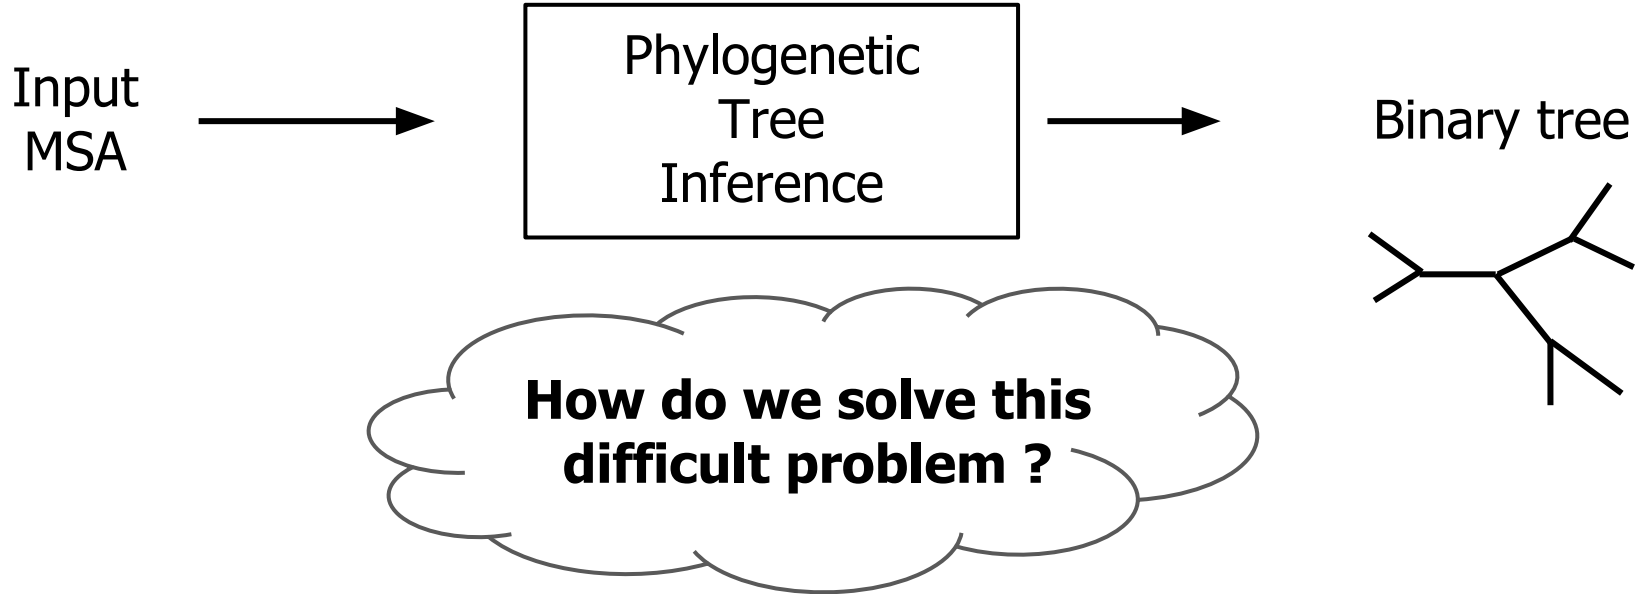 Input
MSA
Phylogenetic
Tree
Inference
Binary tree
How do we solve this
difficult problem ?